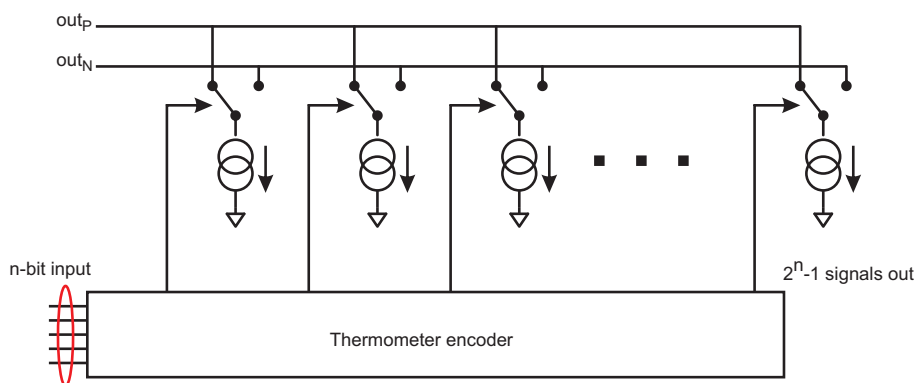 out_P
out_N
n-bit input
2^n-1 signals out
Thermometer encoder